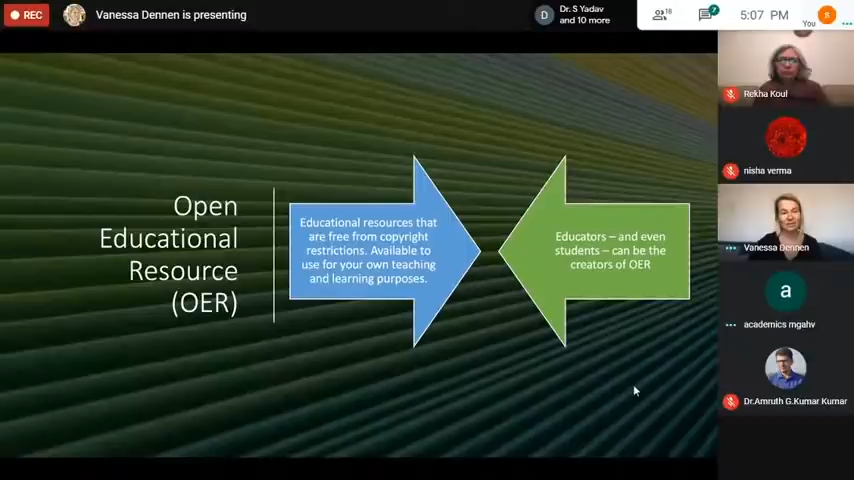 REC
Vanessa Dennen is presenting
D
Dr. S Yadav
and 10 more
18
7
5:07 PM
You
S
Open
Educational
Resource
(OER)
Educational resources that
are free from copyright
restrictions. Available to
use for your own teaching
and learning purposes.
Educators – and even
students – can be the
creators of OER
Rekha Koul
nisha verma
Vanessa Dennen
a
academics mgahv
Dr.Amruth G.Kumar Kumar